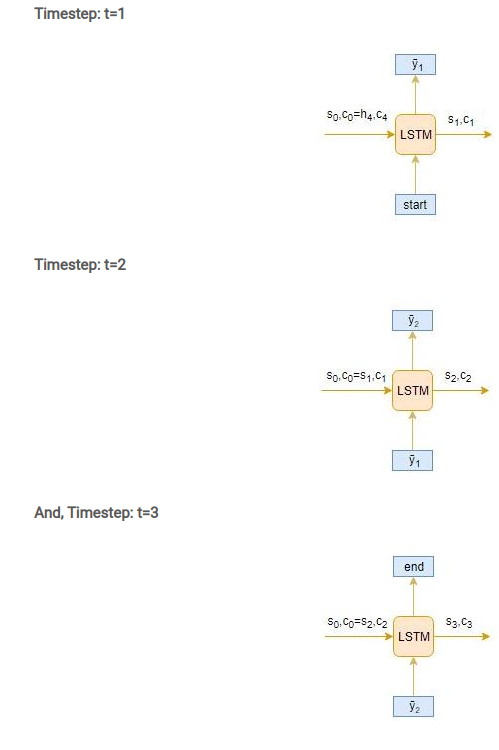 Timestep: t=1
ȳ₁
s₀,c₀=h₄,c₄
s₁,c₁
LSTM
start
Timestep: t=2
ȳ₂
s₀,c₀=s₁,c₁
s₂,c₂
LSTM
ȳ₁
And, Timestep: t=3
end
s₀,c₀=s₂,c₂
s₃,c₃
LSTM
ȳ₂